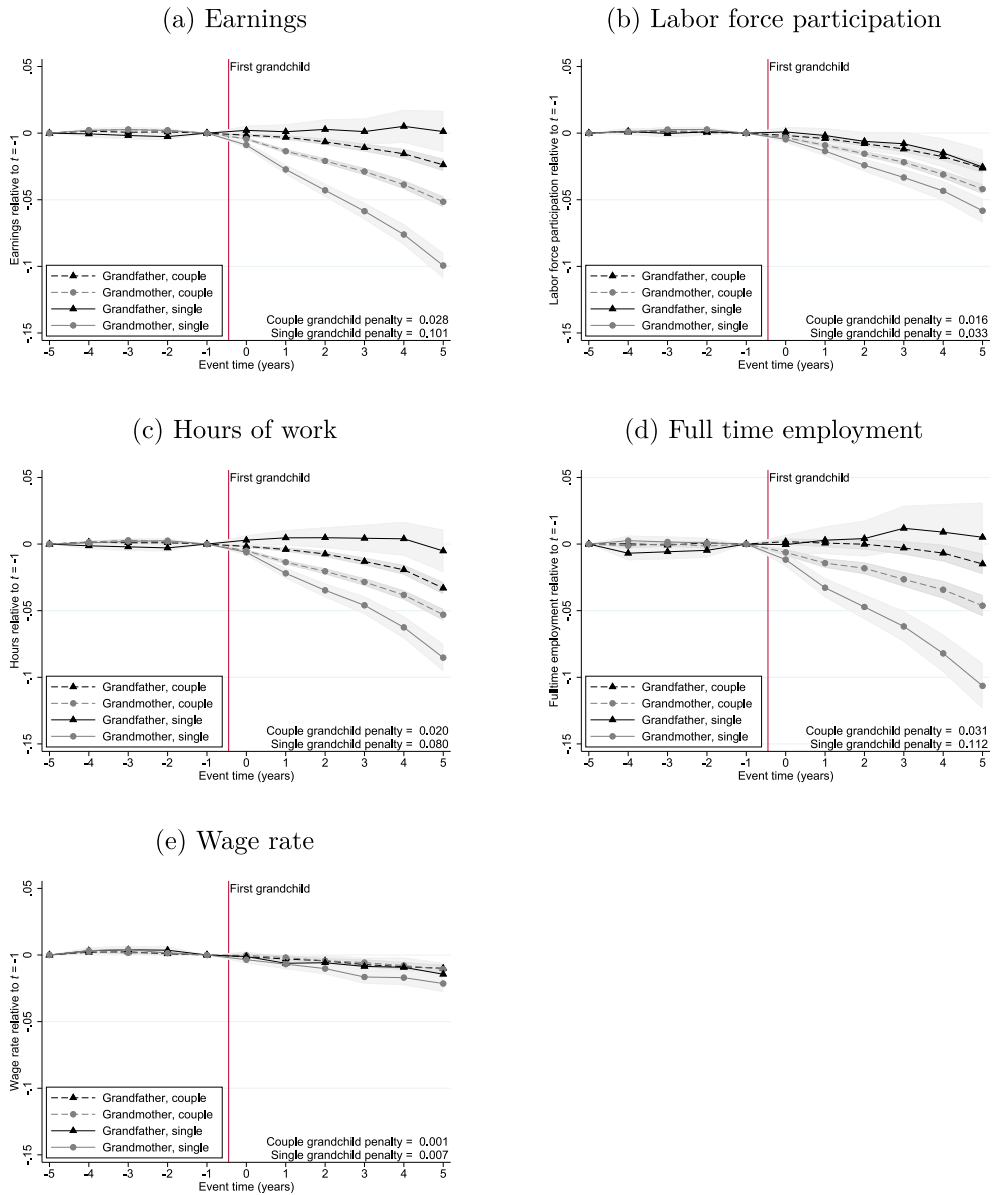 (a) Earnings
.05
0
-.05
-.1
-.15
Earnings relative to t = -1
First grandchild
Grandfather, couple
Grandmother, couple
Grandfather, single
Grandmother, single
Couple grandchild penalty = 0.028
Single grandchild penalty = 0.101
-5 -4 -3 -2 -1 0 1 2 3 4 5
Event time (years)
(b) Labor force participation
.05
0
-.05
-.1
-.15
Labor force participation relative to t = -1
First grandchild
Grandfather, couple
Grandmother, couple
Grandfather, single
Grandmother, single
Couple grandchild penalty = 0.016
Single grandchild penalty = 0.033
-5 -4 -3 -2 -1 0 1 2 3 4 5
Event time (years)
(c) Hours of work
.05
0
-.05
-.1
-.15
Hours relative to t = -1
First grandchild
Grandfather, couple
Grandmother, couple
Grandfather, single
Grandmother, single
Couple grandchild penalty = 0.020
Single grandchild penalty = 0.080
-5 -4 -3 -2 -1 0 1 2 3 4 5
Event time (years)
(d) Full time employment
.05
0
-.05
-.1
-.15
Fulltime employment relative to t = -1
First grandchild
Grandfather, couple
Grandmother, couple
Grandfather, single
Grandmother, single
Couple grandchild penalty = 0.031
Single grandchild penalty = 0.112
-5 -4 -3 -2 -1 0 1 2 3 4 5
Event time (years)
(e) Wage rate
.05
0
-.05
-.1
-.15
Wage rate relative to t = -1
First grandchild
Grandfather, couple
Grandmother, couple
Grandfather, single
Grandmother, single
Couple grandchild penalty = 0.001
Single grandchild penalty = 0.007
-5 -4 -3 -2 -1 0 1 2 3 4 5
Event time (years)